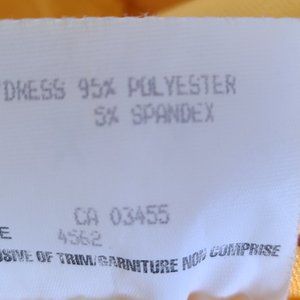 DRESS 95% POLYESTER
5% SPANDEX
CA 03455
E 4562
USIVE OF TRIM/GARNITURE NON COMPRISE